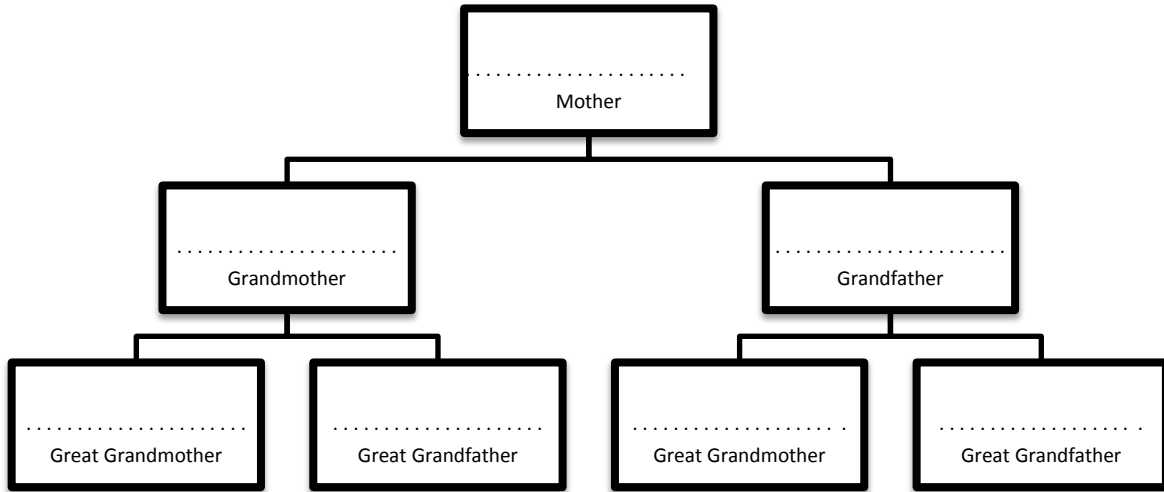 ......................
Mother
......................
Grandmother
.......................
Grandfather
......................
Great Grandmother
.....................
Great Grandfather
......................
Great Grandmother
.......................
Great Grandfather